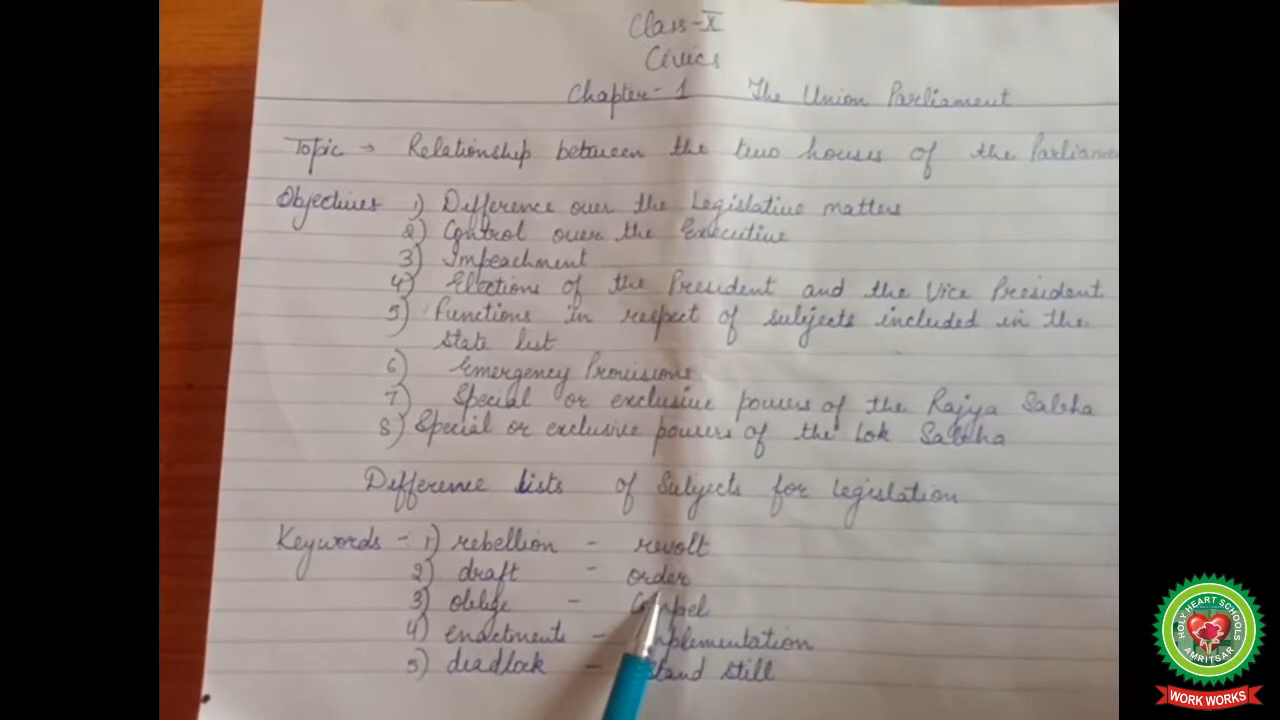 Class-X
Civics
Chapter-1 The Union Parliament
Topic → Relationship between the two houses of the Parliamen
Objectives 1) Difference over the Legislative matters
2) Control over the Executive
3) Impeachment
4) Elections of the President and the Vice President
5) Functions in respect of subjects included in the
State list
6) Emergency Provisions
7) Special or exclusive powers of the Rajya Sabha
8) Special or exclusive powers of the Lok Sabha
Difference Lists of Subjects for Legislation
Keywords - 1) rebellion - revolt
2) draft - order
3) oblige - Compel
4) enactments - implementation
5) deadlock - stand still
HOLY HEART SCHOOLS
AMRITSAR
WORK WORKS